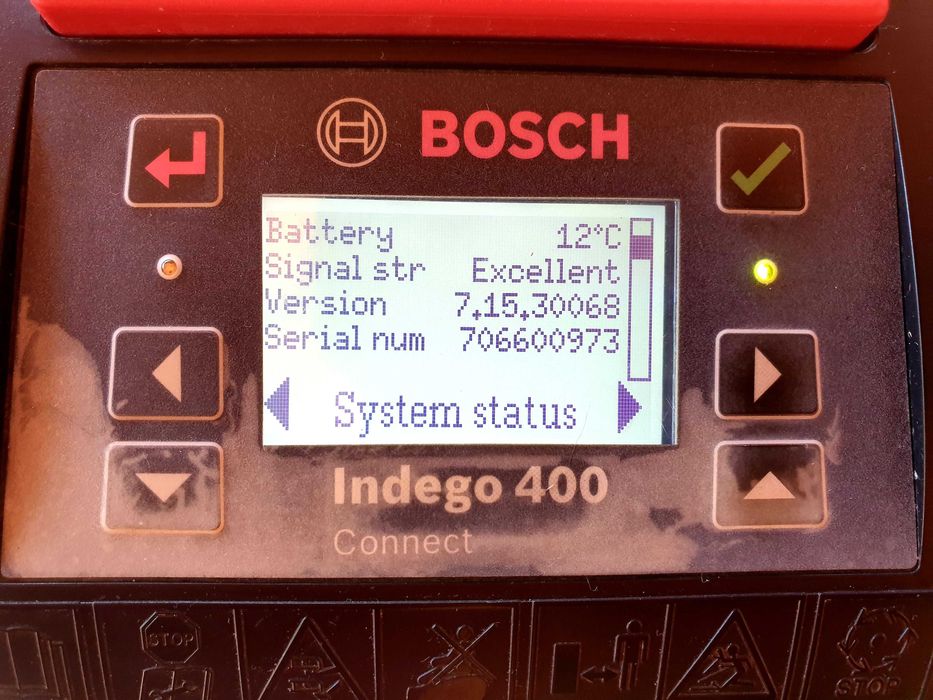 BOSCH
Battery 12°C
Signal str Excellent
Version 7.15.30068
Serial num 706600973
System status
Indego 400
Connect
STOP
STOP